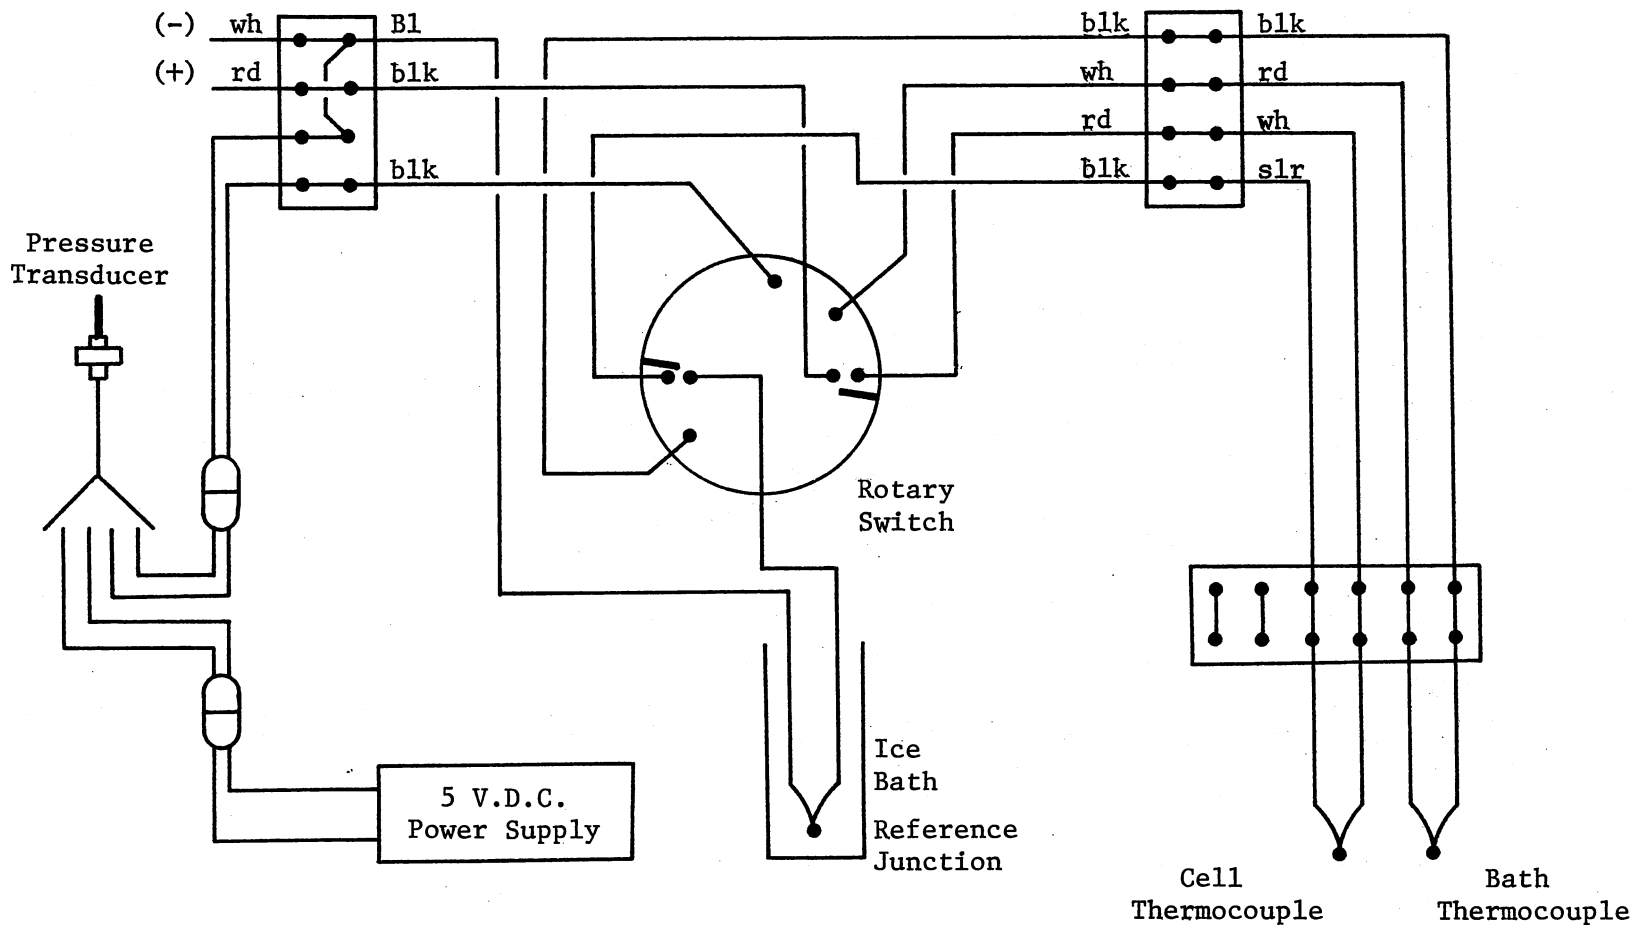 (-) wh Bl
(+) rd blk
blk
blk blk
wh rd
rd wh
blk slr
Pressure
Transducer
Rotary
Switch
5 V.D.C.
Power Supply
Ice
Bath
Reference
Junction
Cell
Thermocouple
Bath
Thermocouple